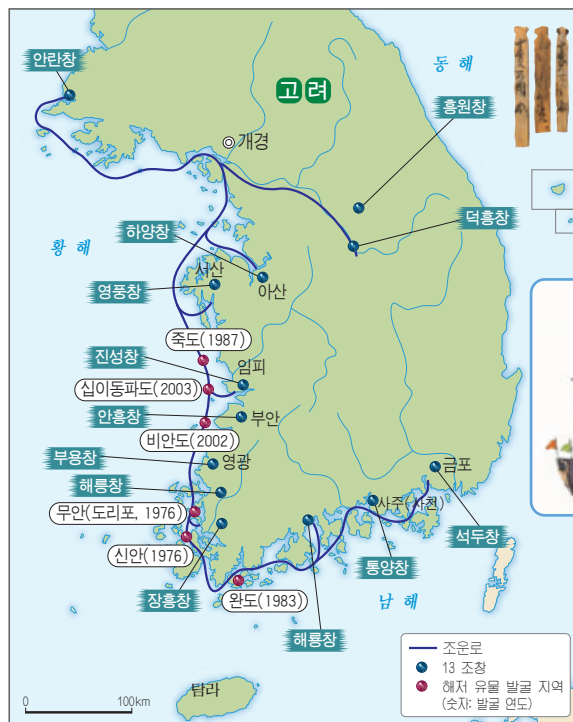 안란창
동 해
고려
흥원창
개경
덕흥창
하양창
황 해
서산
아산
영풍창
죽도(1987)
진성창
임피
십이동파도(2003)
안흥창
부안
비안도(2002)
부용창
영광
금포
해릉창
사주(사천)
무안(도리포, 1976)
석두창
신안(1976)
통양창
장흥창
완도(1983)
남 해
해룡창
조운로
13 조창
해저 유물 발굴 지역
(숫자: 발굴 연도)
탐라
0 100km